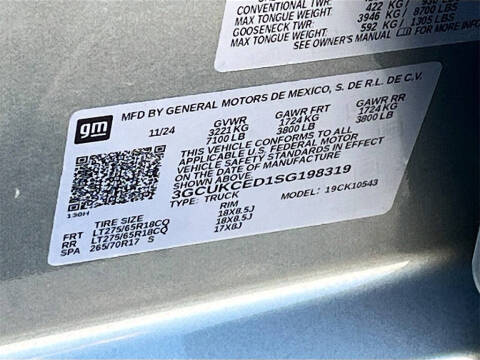 CONVENTIONAL TWR:
MAX TONGUE WEIGHT: 422 KG /
GOOSENECK TWR: 3946 KG / 8700 LBS
MAX TONGUE WEIGHT: 592 KG / 1305 LBS
SEE OWNER'S MANUAL FOR MORE INFORMATION
MFD BY GENERAL MOTORS DE MEXICO, S. DE R.L. DE C.V.
gm
11/24
GVWR GAWR FRT GAWR RR
3221 KG 1724 KG 1724 KG
7100 LB 3800 LB 3800 LB
THIS VEHICLE CONFORMS TO ALL
APPLICABLE U.S. FEDERAL MOTOR
VEHICLE SAFETY STANDARDS IN EFFECT
ON THE DATE OF MANUFACTURE
3GCUKCED1SG198319
TYPE: TRUCK MODEL: 19CK10543
13GH
TIRE SIZE RIM
FRT LT275/65R18CQ 18X8.5J
RR LT275/65R18CQ 18X8.5J
SPA 265/70R17 S 17X8J